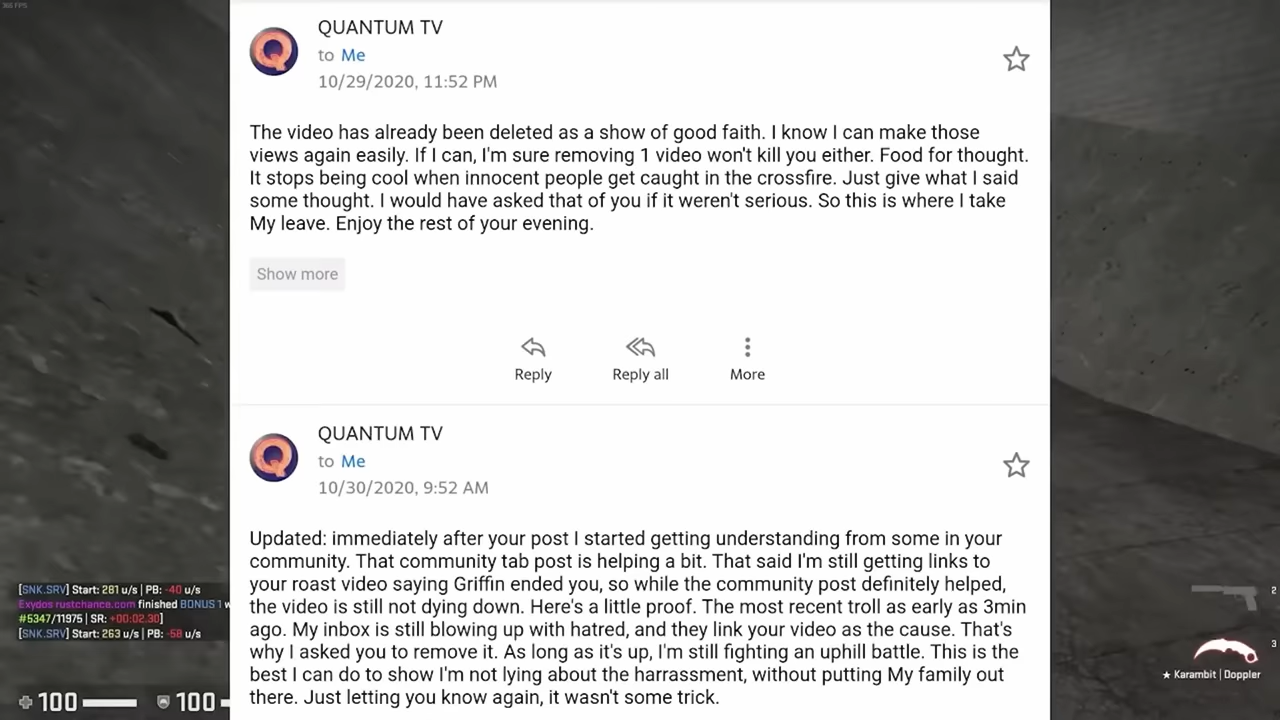 366 FPS
QUANTUM TV
to Me
10/29/2020, 11:52 PM
The video has already been deleted as a show of good faith. I know I can make those
views again easily. If I can, I'm sure removing 1 video won't kill you either. Food for thought.
It stops being cool when innocent people get caught in the crossfire. Just give what I said
some thought. I would have asked that of you if it weren't serious. So this is where I take
My leave. Enjoy the rest of your evening.
Show more
Reply
Reply all
More
QUANTUM TV
to Me
10/30/2020, 9:52 AM
Updated: immediately after your post I started getting understanding from some in your
community. That community tab post is helping a bit. That said I'm still getting links to
your roast video saying Griffin ended you, so while the community post definitely helped,
the video is still not dying down. Here's a little proof. The most recent troll as early as 3min
ago. My inbox is still blowing up with hatred, and they link your video as the cause. That's
why I asked you to remove it. As long as it's up, I'm still fighting an uphill battle. This is the
best I can do to show I'm not lying about the harrassment, without putting My family out
there. Just letting you know again, it wasn't some trick.
[SNK.SRV] Start: 281 u/s | PB: -40 u/s
Exydos rustchance.com finished BONUS 1 w
#5347/11975 | SR: +00:02.30]
[SNK.SRV] Start: 263 u/s | PB: -58 u/s
100
100
2
3
★ Karambit | Doppler